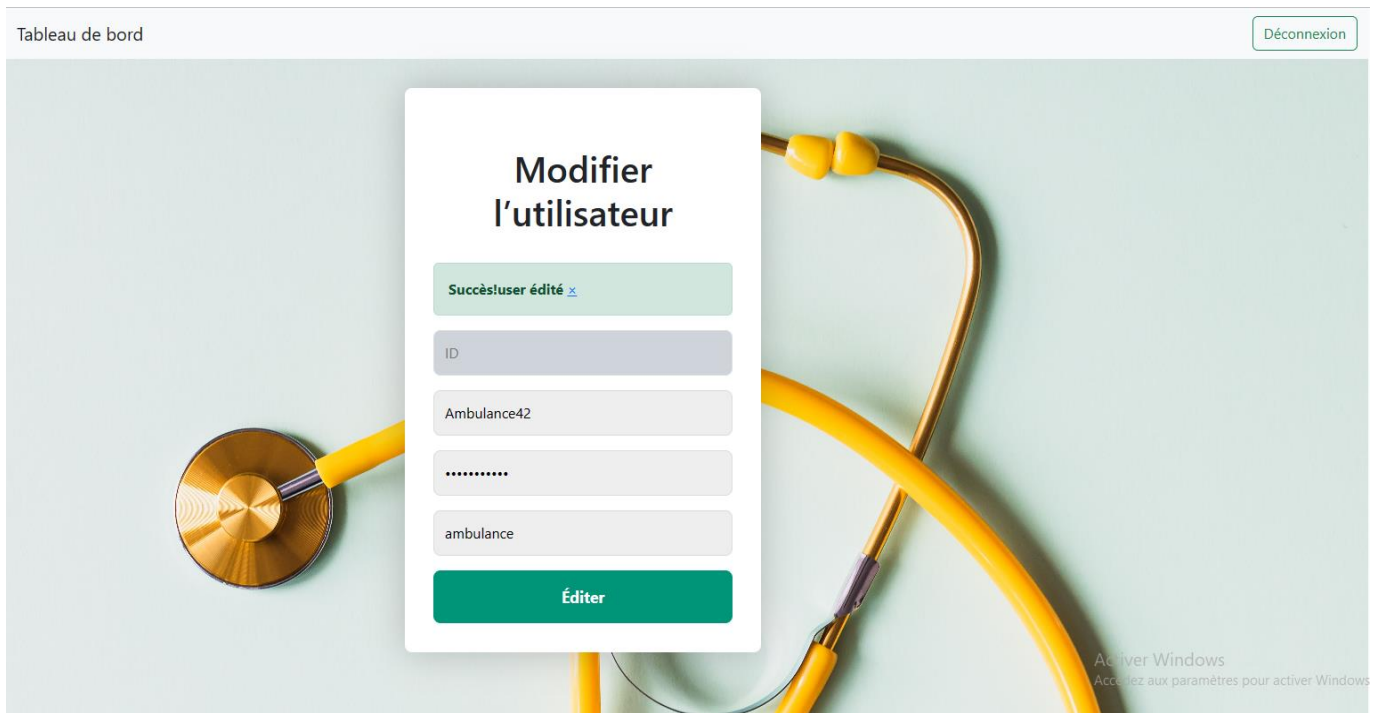 Tableau de bord
Déconnexion
Modifier
l’utilisateur
Succès!user édité ×
ID
Ambulance42
•••••••••••
ambulance
Éditer
Activer Windows
Accédez aux paramètres pour activer Windows